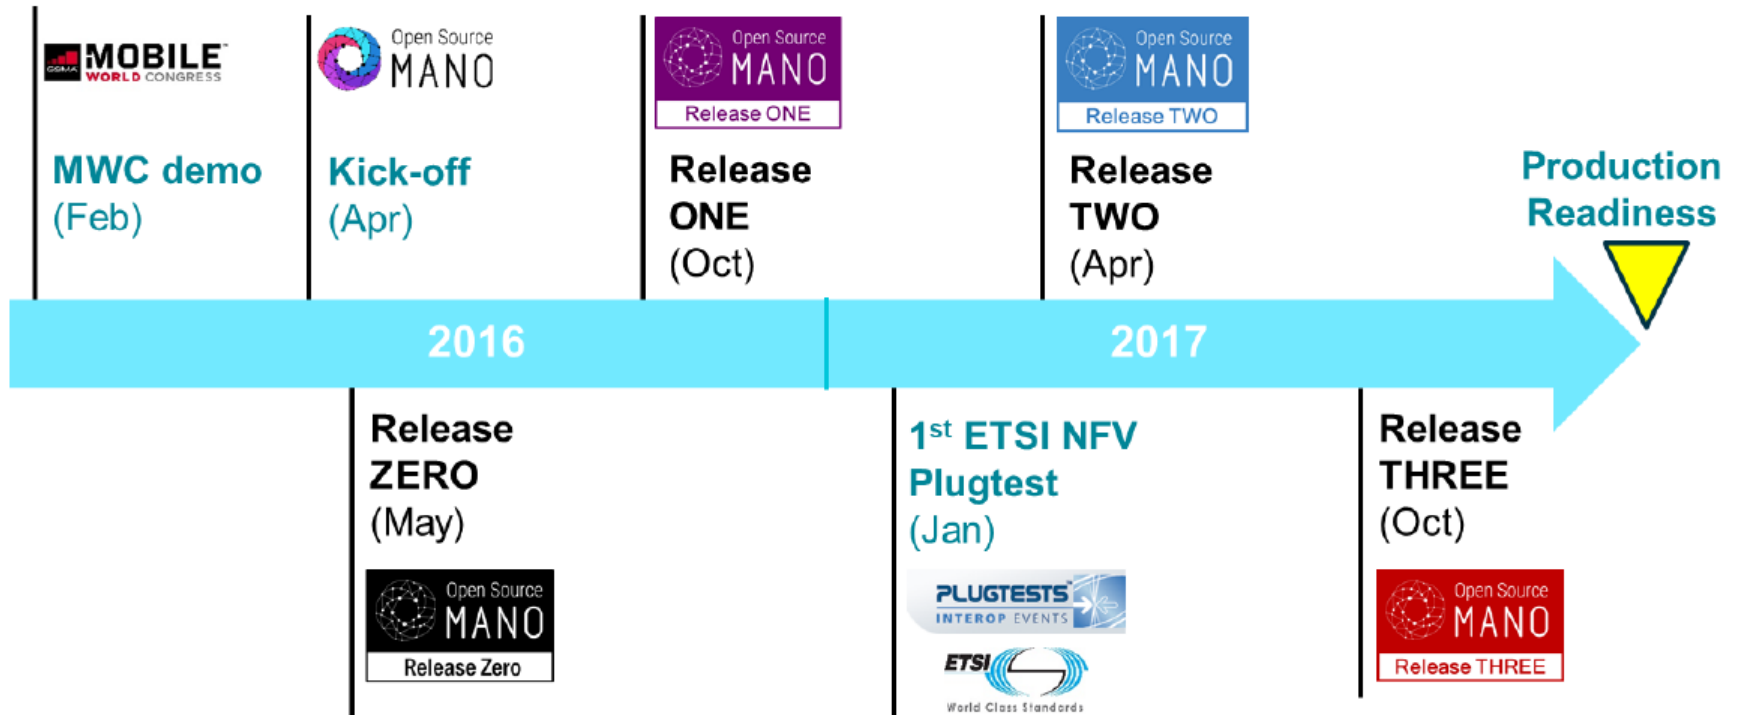 GSMA
MOBILE™
WORLD CONGRESS
MWC demo
(Feb)
Open Source
MANO
Kick-off
(Apr)
Open Source
MANO
Release ONE
Release
ONE
(Oct)
Open Source
MANO
Release TWO
Release
TWO
(Apr)
Production
Readiness
2016
2017
Release
ZERO
(May)
Open Source
MANO
Release Zero
1st ETSI NFV
Plugtest
(Jan)
PLUGTESTS™
INTEROP EVENTS
ETSI
World Class Standards
Release
THREE
(Oct)
Open Source
MANO
Release THREE